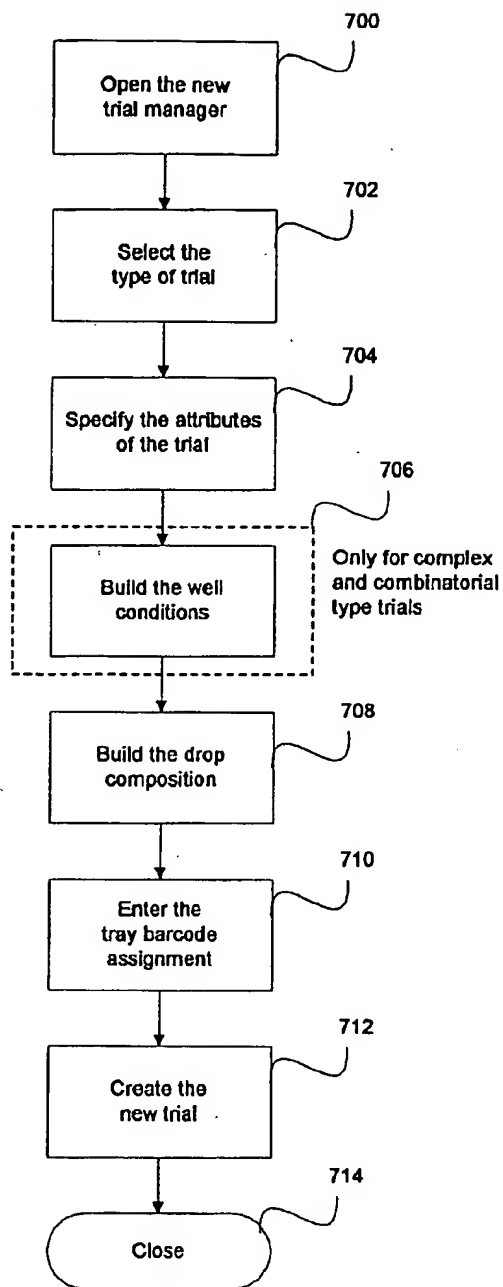 700
Open the new
trial manager
702
Select the
type of trial
704
Specify the attributes
of the trial
706
Build the well
conditions
Only for complex
and combinatorial
type trials
708
Build the drop
composition
710
Enter the
tray barcode
assignment
712
Create the
new trial
714
Close